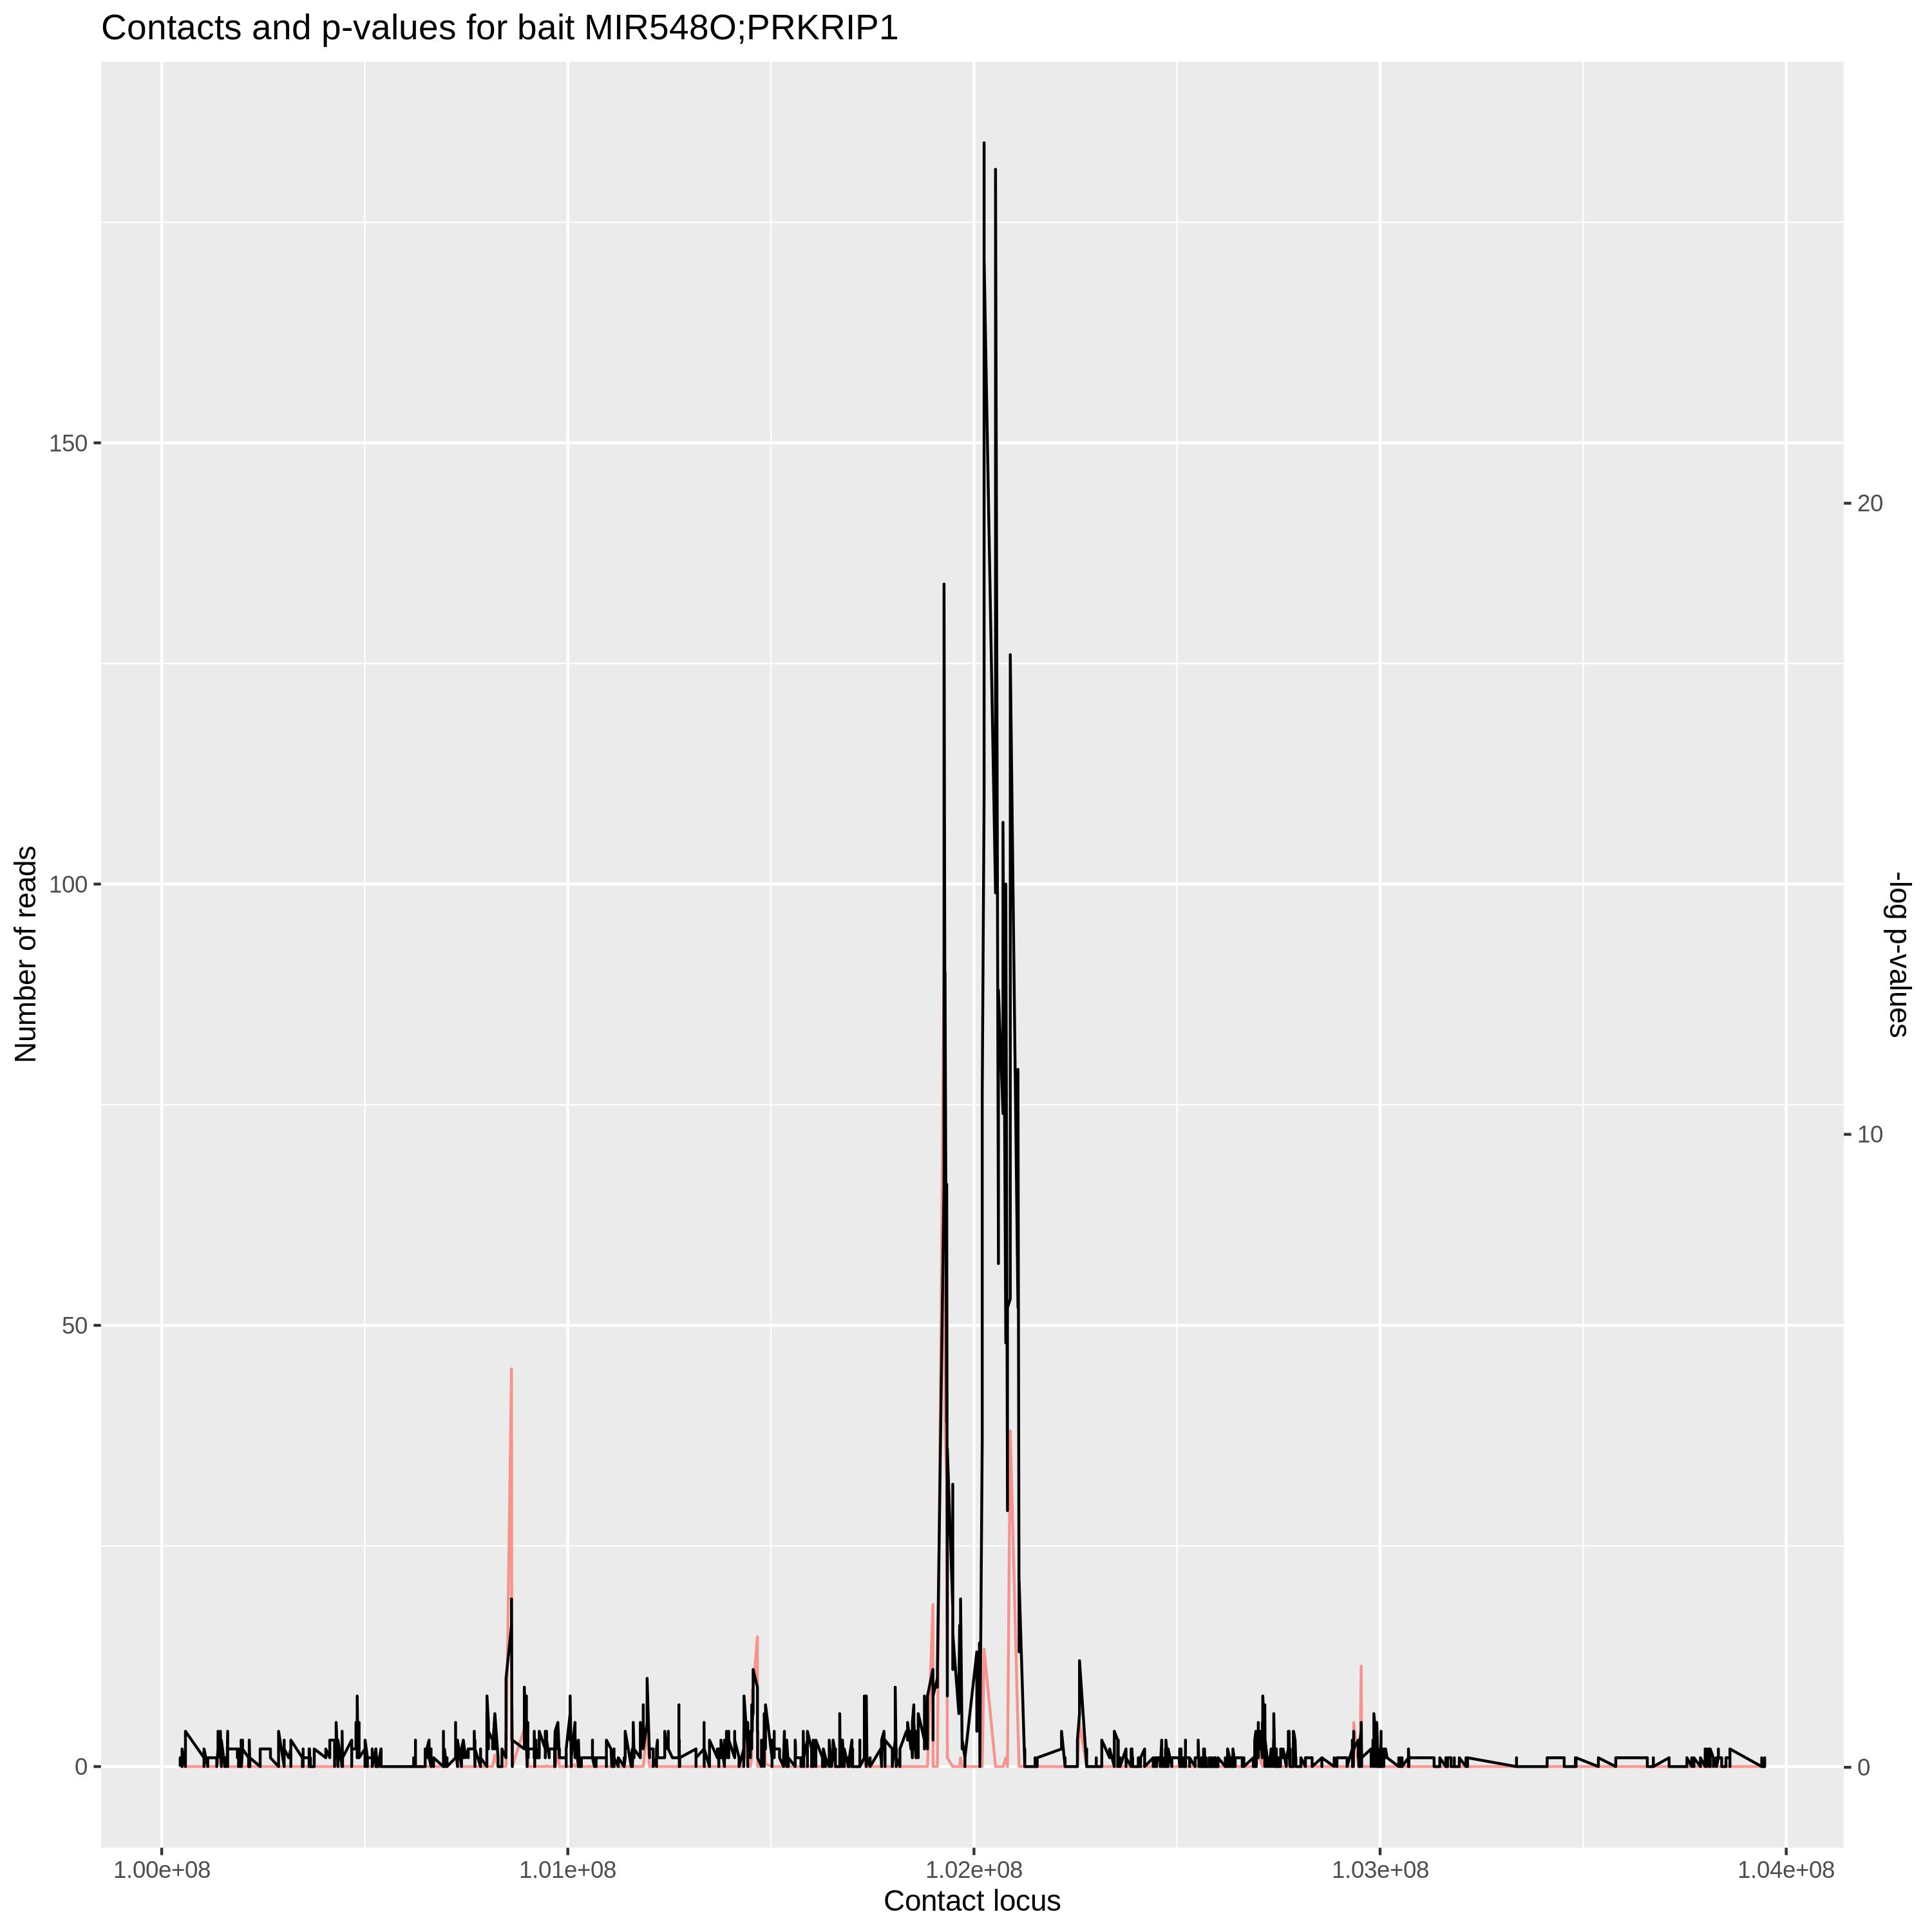 Contacts and p-values for bait MIR548O;PRKRIP1
150
100
50
0
Number of reads
20
10
0
-log p-values
1.00e+08
1.01e+08
1.02e+08
1.03e+08
1.04e+08
Contact locus